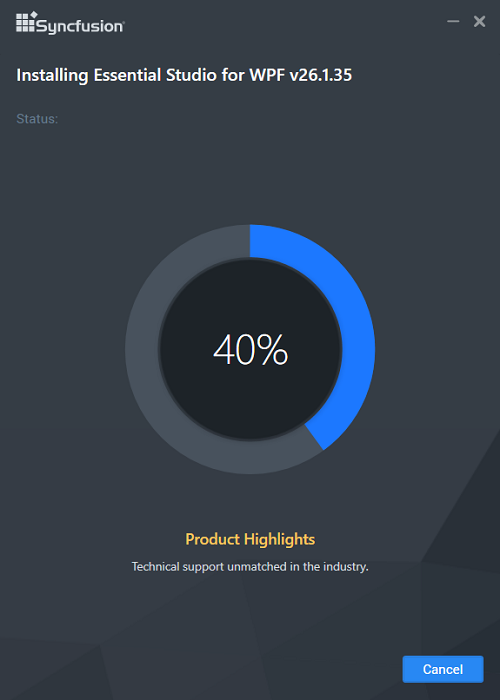 Syncfusion®
Installing Essential Studio for WPF v26.1.35
Status:
40%
Product Highlights
Technical support unmatched in the industry.
Cancel